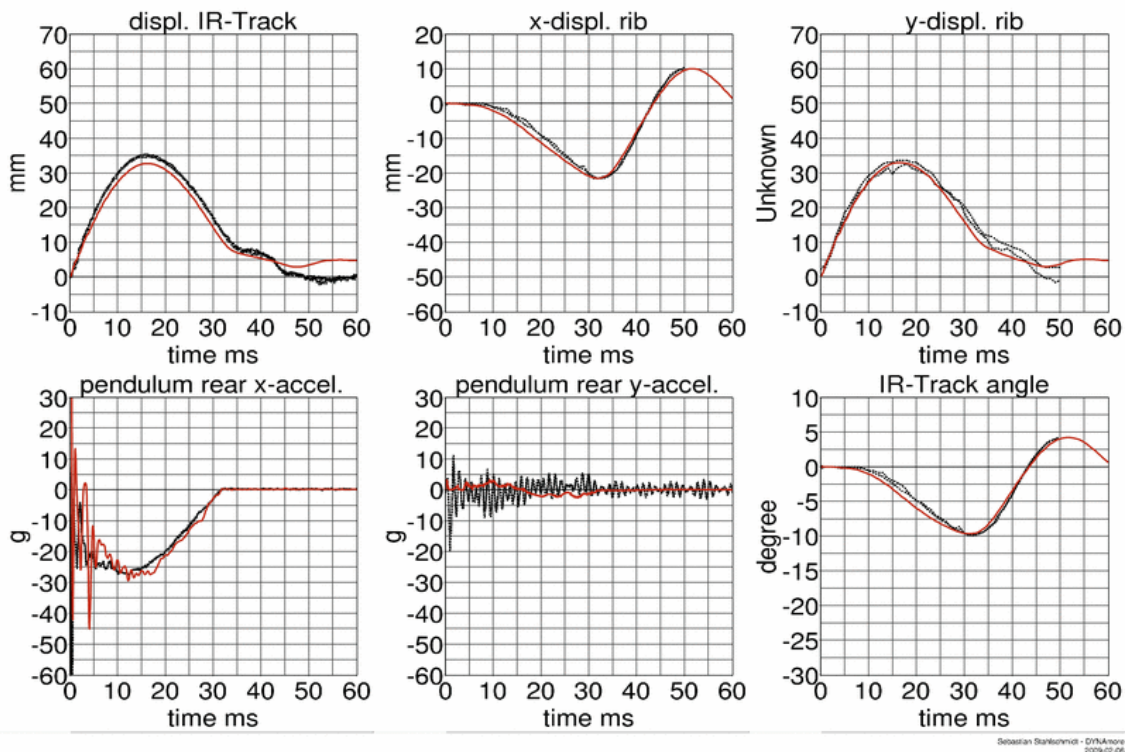 displ. IR-Track
x-displ. rib
y-displ. rib
70
60
50
40
30
20
10
0
-10
mm
0 10 20 30 40 50 60
time ms
20
10
0
-10
-20
-30
-40
-50
-60
mm
0 10 20 30 40 50 60
time ms
70
60
50
40
30
20
10
0
-10
Unknown
0 10 20 30 40 50 60
time ms
pendulum rear x-accel.
pendulum rear y-accel.
IR-Track angle
30
20
10
0
-10
-20
-30
-40
-50
-60
g
g
0 10 20 30 40 50 60
time ms
30
20
10
0
-10
-20
-30
-40
-50
-60
g
g
0 10 20 30 40 50 60
time ms
10
5
0
-5
-10
-15
-20
-25
-30
degree
0 10 20 30 40 50 60
time ms
Sebastian Stahlschmidt - DYNAmore
2009-02-06